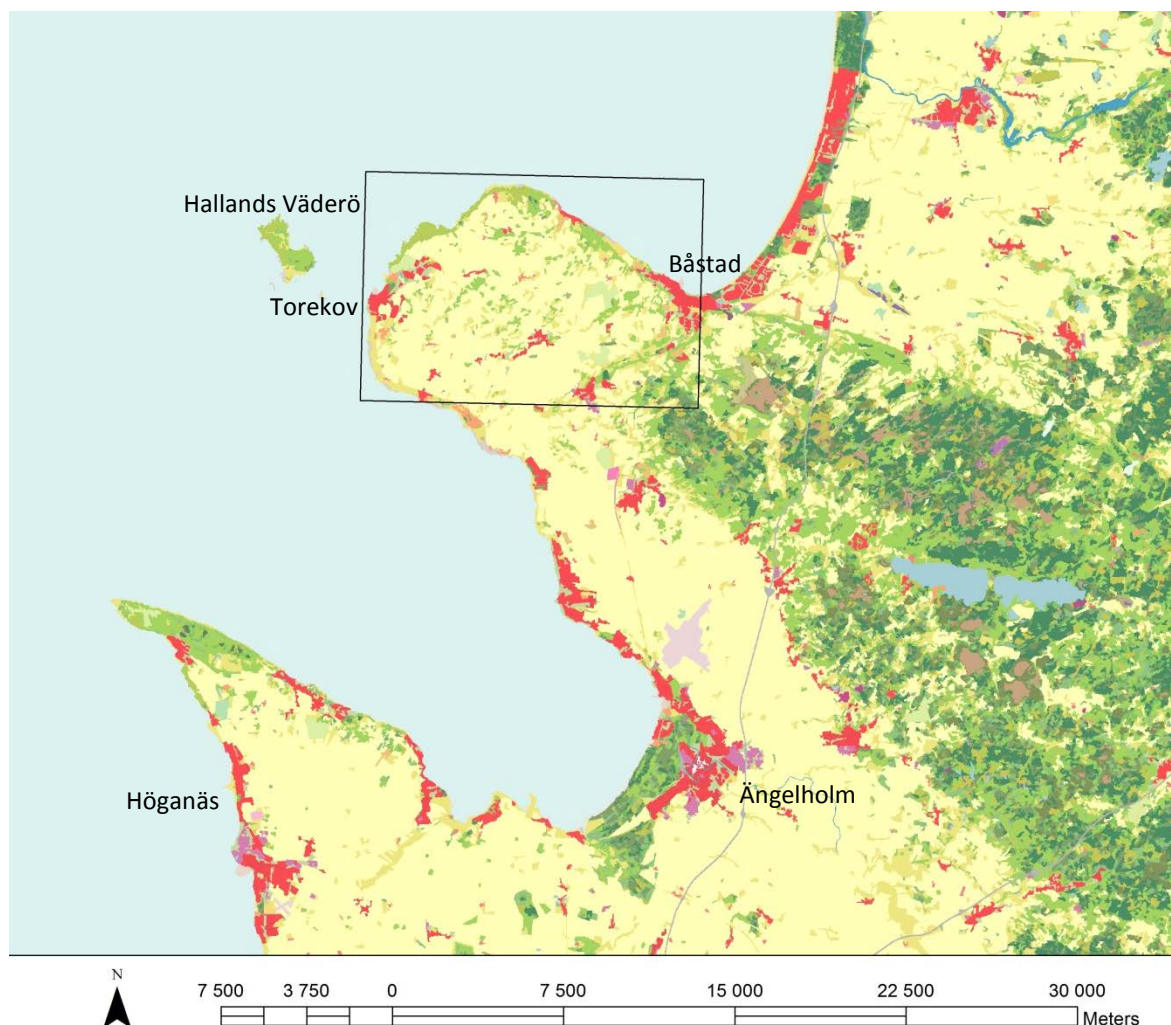 Hallands Väderö
Båstad
Torekov
Höganäs
Ängelholm
N
7 500 3 750 0 7 500 15 000 22 500 30 000
Meters